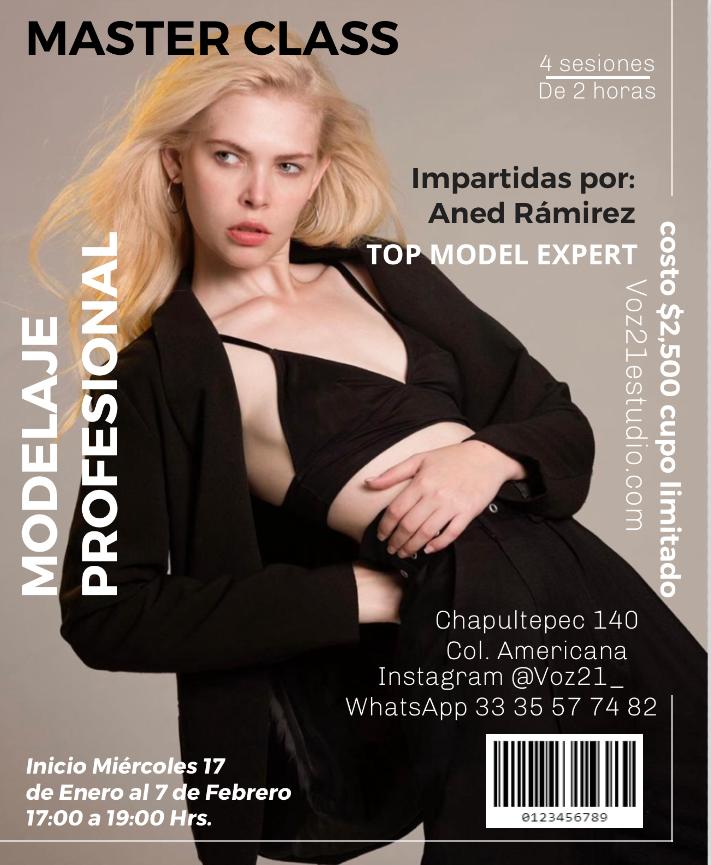 MASTER CLASS
4 sesiones
De 2 horas
Impartidas por:
Aned Rámirez
TOP MODEL EXPERT
MODELAJE
PROFESIONAL
costo $2,500 cupo limitado
Voz21estudio.com
Chapultepec 140
Col. Americana
Instagram @Voz21_
WhatsApp 33 35 57 74 82
Inicio Miércoles 17
de Enero al 7 de Febrero
17:00 a 19:00 Hrs.
0123456789